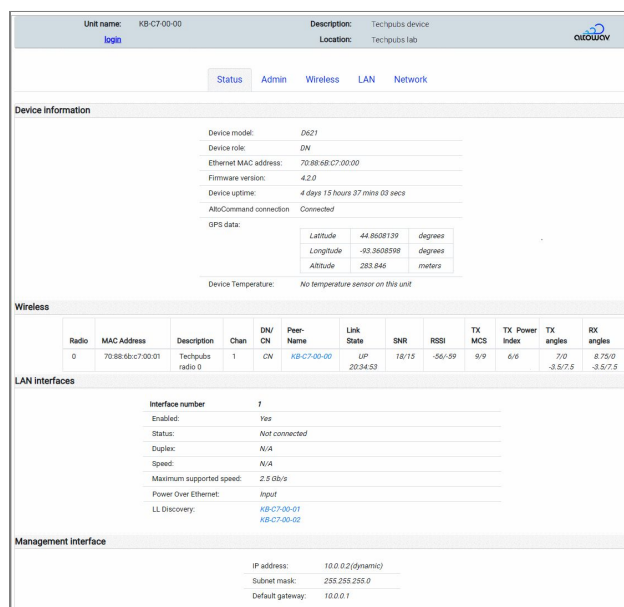 Unit name: KB-C7-00-00 Description: Techpubs device
login Location: Techpubs lab
altowav
Status Admin Wireless LAN Network
Device information
Device model: D621
Device role: DN
Ethernet MAC address: 70:88:6B:C7:00:00
Firmware version: 4.2.0
Device uptime: 4 days 15 hours 37 mins 03 secs
AltoCommand connection Connected
GPS data:
Latitude 44.8608139 degrees
Longitude -93.3608598 degrees
Altitude 283.846 meters
Device Temperature: No temperature sensor on this unit
Wireless
Radio MAC Address Description Chan DN/ CN Peer- Name Link State SNR RSSI TX MCS TX Power Index TX angles RX angles
0 70:88:6b:c7:00:01 Techpubs radio 0 1 CN KB-C7-00-00 UP 20:34:53 18/15 -56/-59 9/9 6/6 7/0 -3.5/7.5 8.75/0 -3.5/7.5
LAN interfaces
Interface number 1
Enabled: Yes
Status: Not connected
Duplex: N/A
Speed: N/A
Maximum supported speed: 2.5 Gb/s
Power Over Ethernet: Input
LL Discovery: KB-C7-00-01
KB-C7-00-02
Management interface
IP address: 10.0.0.2(dynamic)
Subnet mask: 255.255.255.0
Default gateway: 10.0.0.1